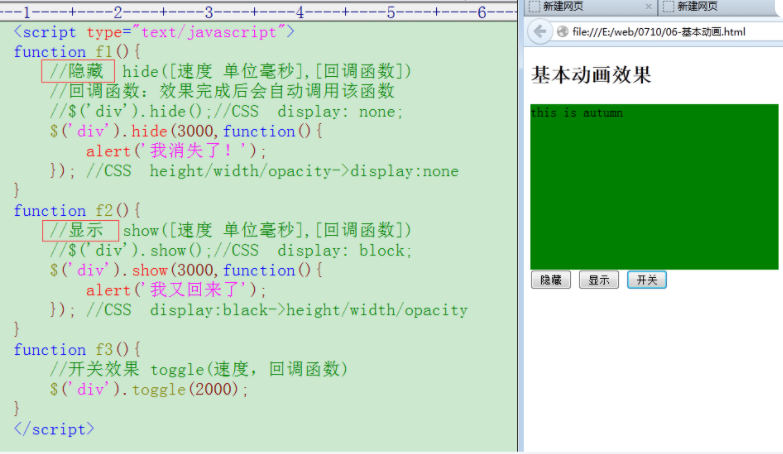 ---1----+----2----+----3----+----4----+----5----+----6----
<script type="text/javascript">
function f1(){
//隐藏 hide([速度 单位毫秒],[回调函数])
//回调函数：效果完成后会自动调用该函数
//$('div').hide();//CSS display: none;
$('div').hide(3000,function(){
alert('我消失了！');
}); //CSS height/width/opacity->display:none
}
function f2(){
//显示 show([速度 单位毫秒],[回调函数])
//$('div').show();//CSS display: block;
$('div').show(3000,function(){
alert('我又回来了');
}); //CSS display:black->height/width/opacity
}
function f3(){
//开关效果 toggle(速度，回调函数)
$('div').toggle(2000);
}
</script>
新建网页 × 新建网页
file:///E:/web/0710/06-基本动画.html
基本动画效果
this is autumn
隐藏 显示 开关